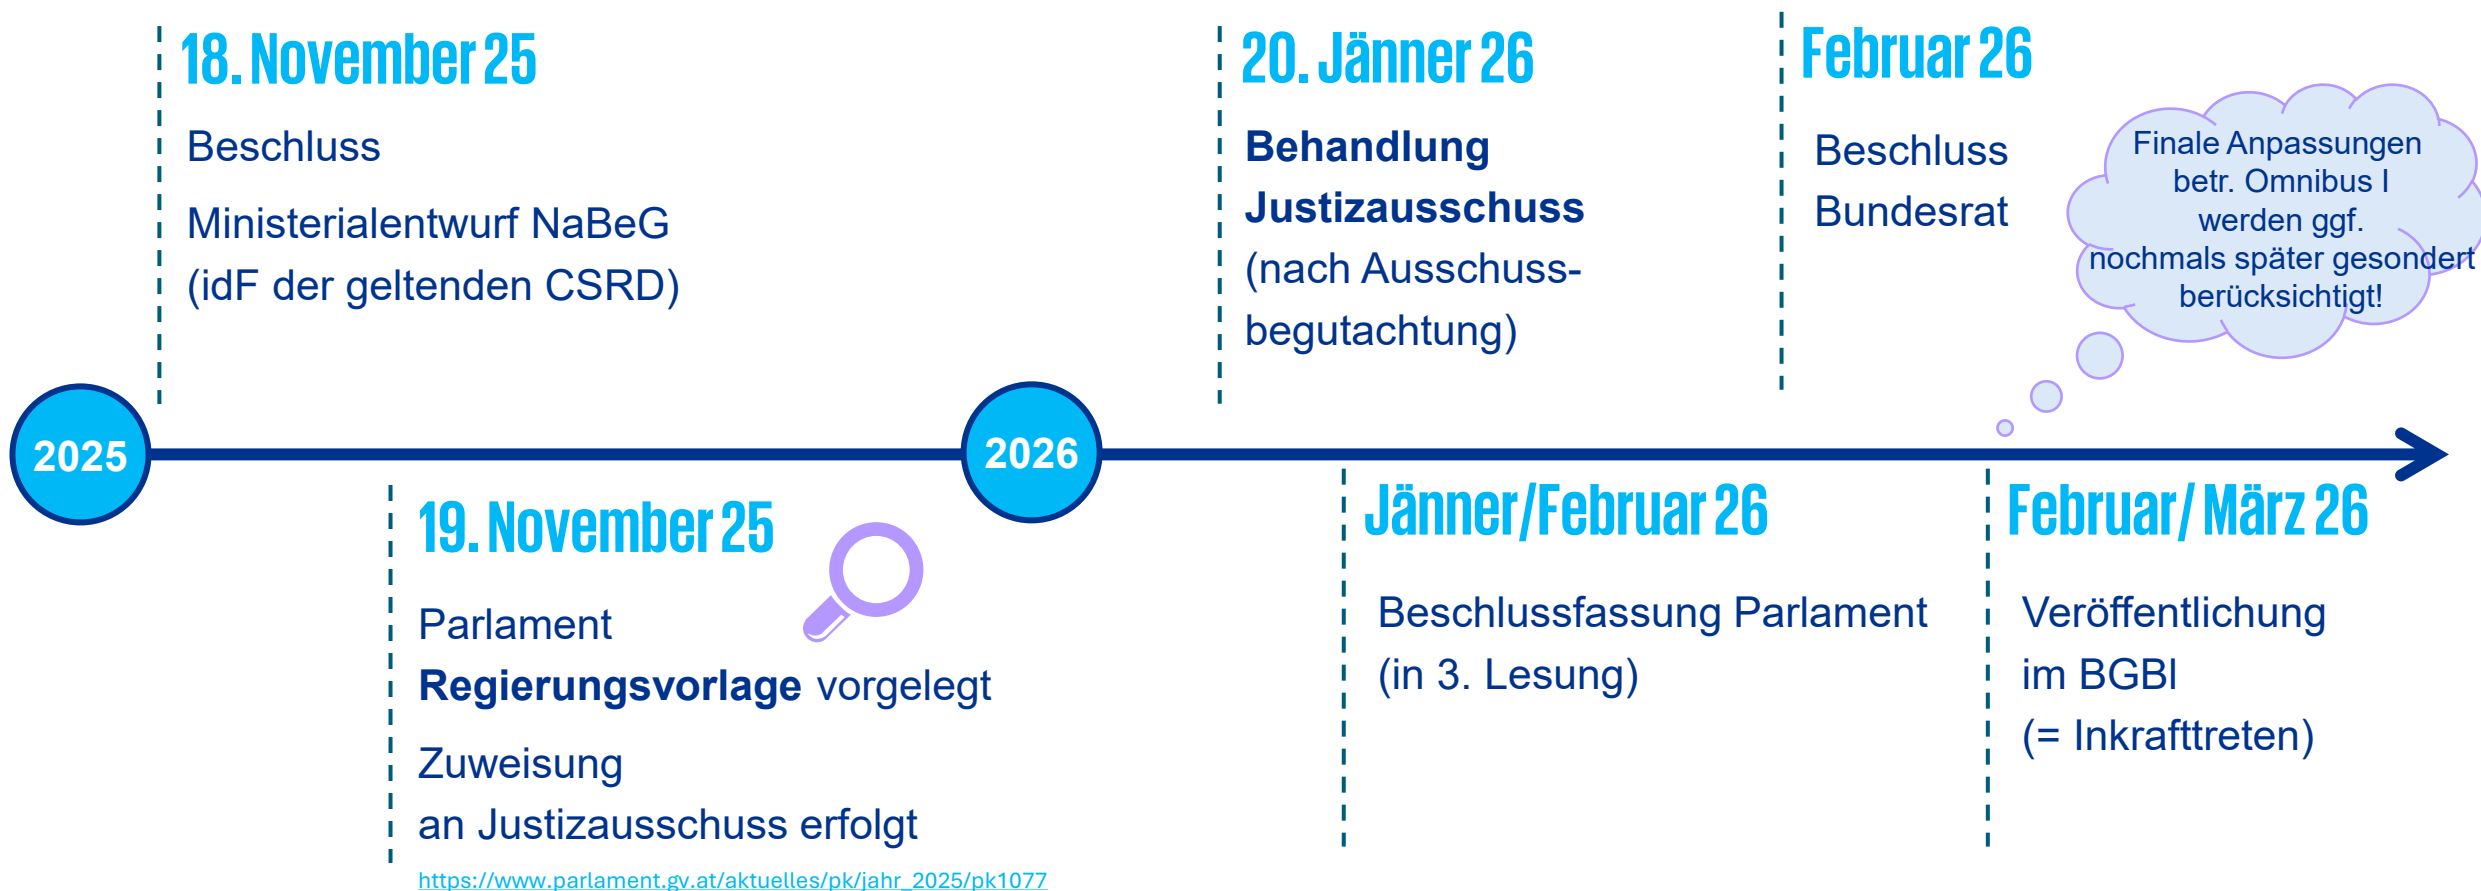 18. November 25
Beschluss
Ministerialentwurf NaBeG
(idF der geltenden CSRD)
20. Jänner 26
Behandlung
Justizausschuss
(nach Ausschuss-
begutachtung)
Februar 26
Beschluss
Bundesrat
Finale Anpassungen
betr. Omnibus I
werden ggf.
nochmals später gesondert
berücksichtigt!
2025
2026
19. November 25
Parlament
Regierungsvorlage vorgelegt
Zuweisung
an Justizausschuss erfolgt
https://www.parlament.gv.at/aktuelles/pk/jahr_2025/pk1077
Jänner/Februar 26
Beschlussfassung Parlament
(in 3. Lesung)
Februar/ März 26
Veröffentlichung
im BGBl
(= Inkrafttreten)